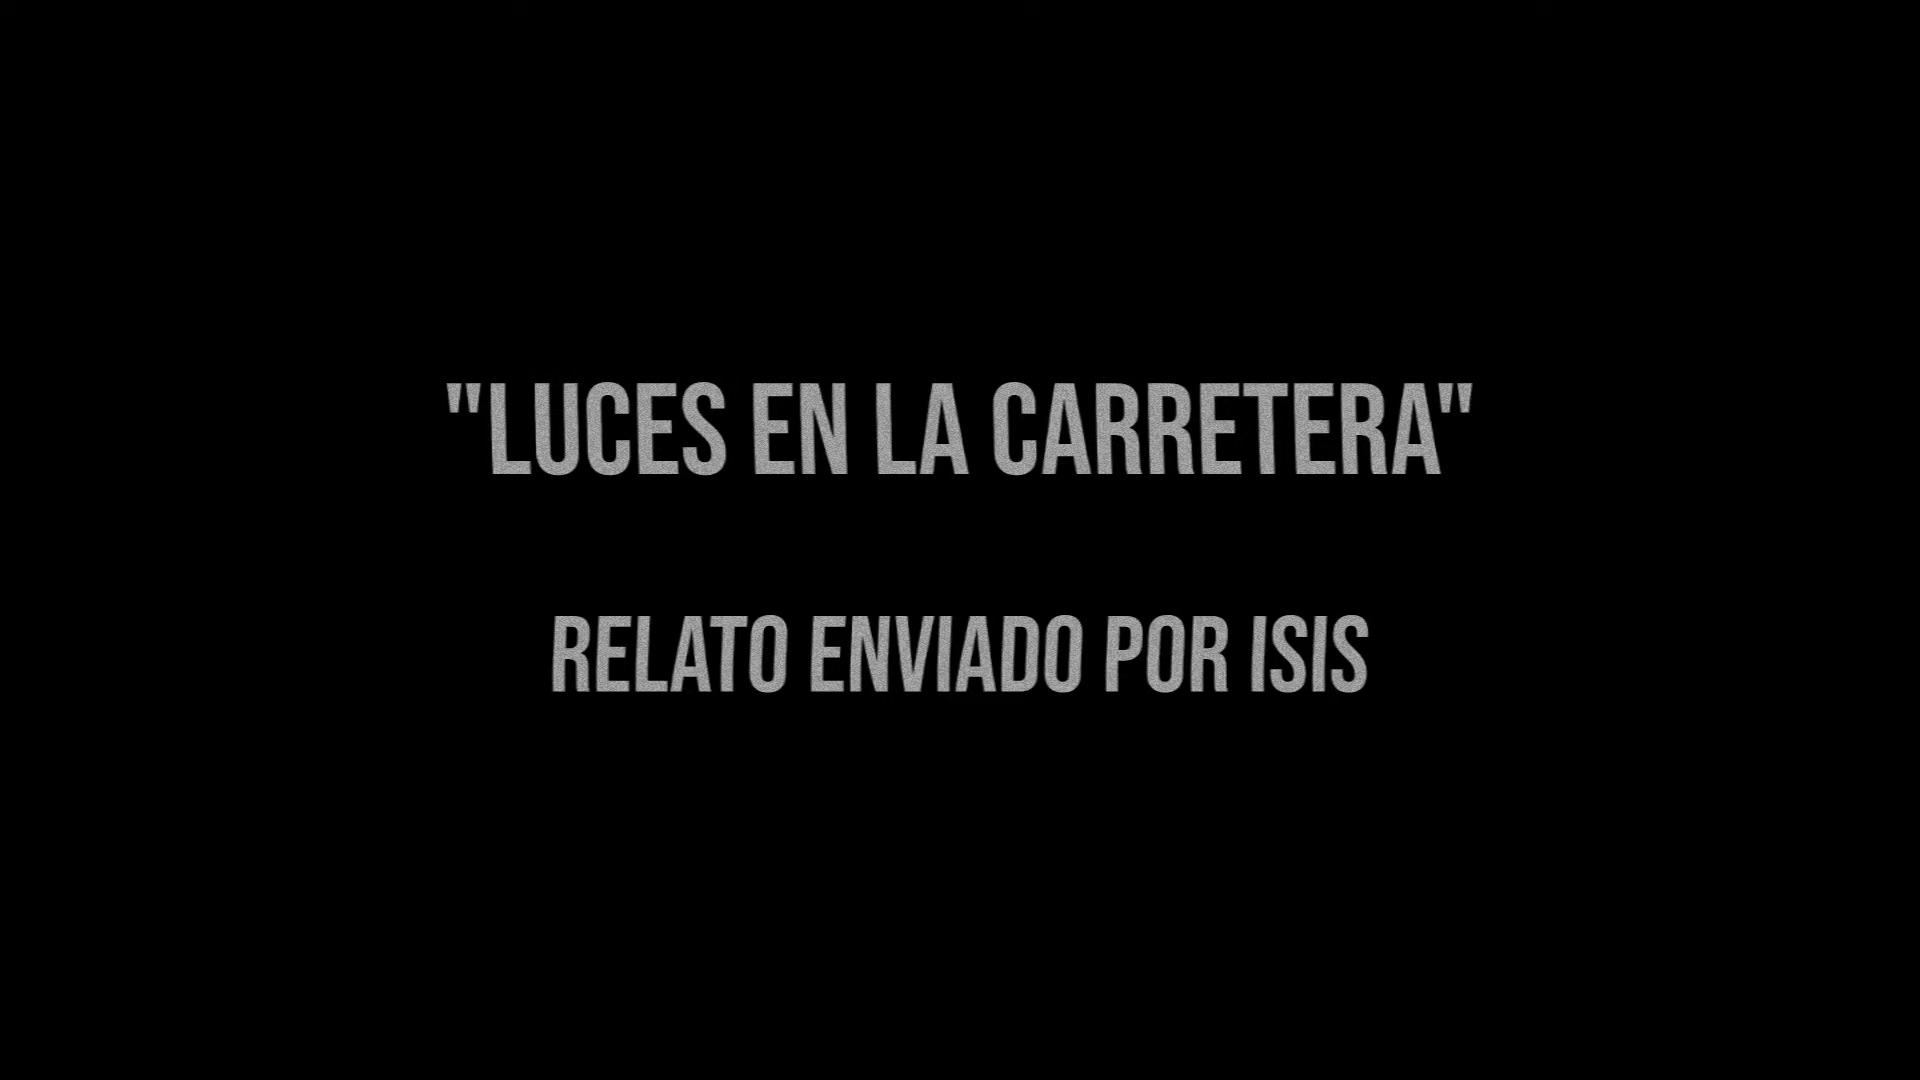 "LUCES EN LA CARRETERA"
RELATO ENVIADO POR ISIS